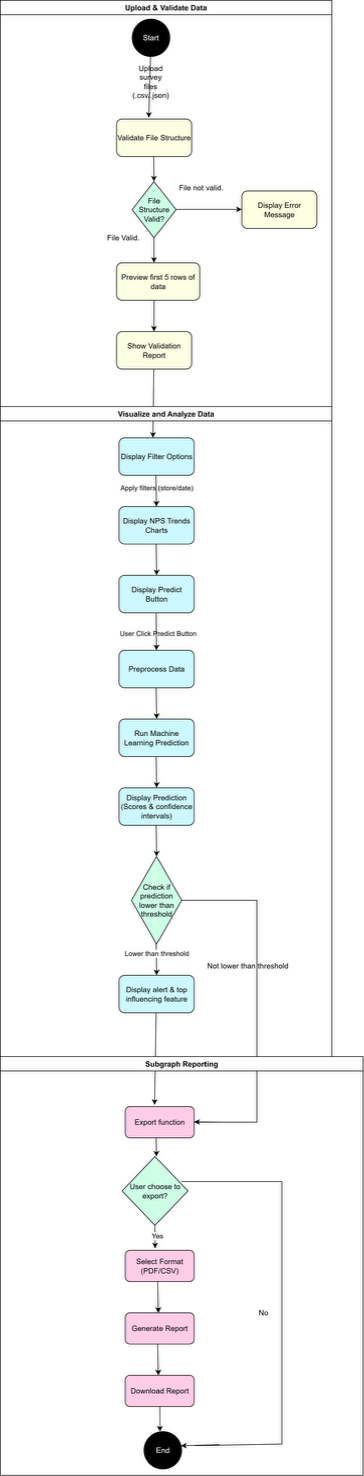 Upload & Validate Data
Start
Upload
survey
files
(.csv/.json)
Validate File Structure
File
Structure
Valid?
File not valid.
Display Error
Message
File Valid.
Preview first 5 rows of
data
Show Validation
Report
Visualize and Analyze Data
Display Filter Options
Apply filters (store/date)
Display NPS Trends
Charts
Display Predict
Button
User Click Predict Button
Preprocess Data
Run Machine
Learning Prediction
Display Prediction
(Scores & confidence
intervals)
Check if
prediction
lower than
threshold
Lower than threshold
Not lower than threshold
Display alert & top
influencing feature
Subgraph Reporting
Export function
User choose to
export?
Yes
Select Format
(PDF/CSV)
No
Generate Report
Download Report
End